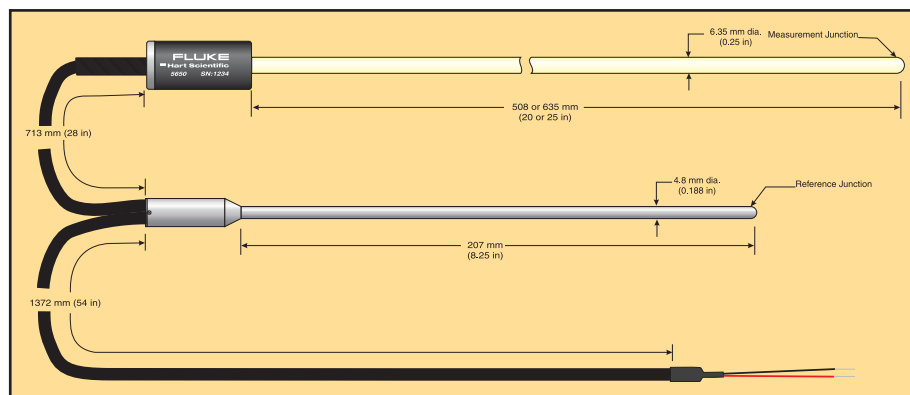 6.35 mm dia.
(0.25 in)
Measurement Junction
FLUKE
Hart Scientific
5650 SN:1234
508 or 635 mm
(20 or 25 in)
713 mm (28 in)
4.8 mm dia.
(0.188 in)
Reference Junction
207 mm
(8.25 in)
1372 mm (54 in)